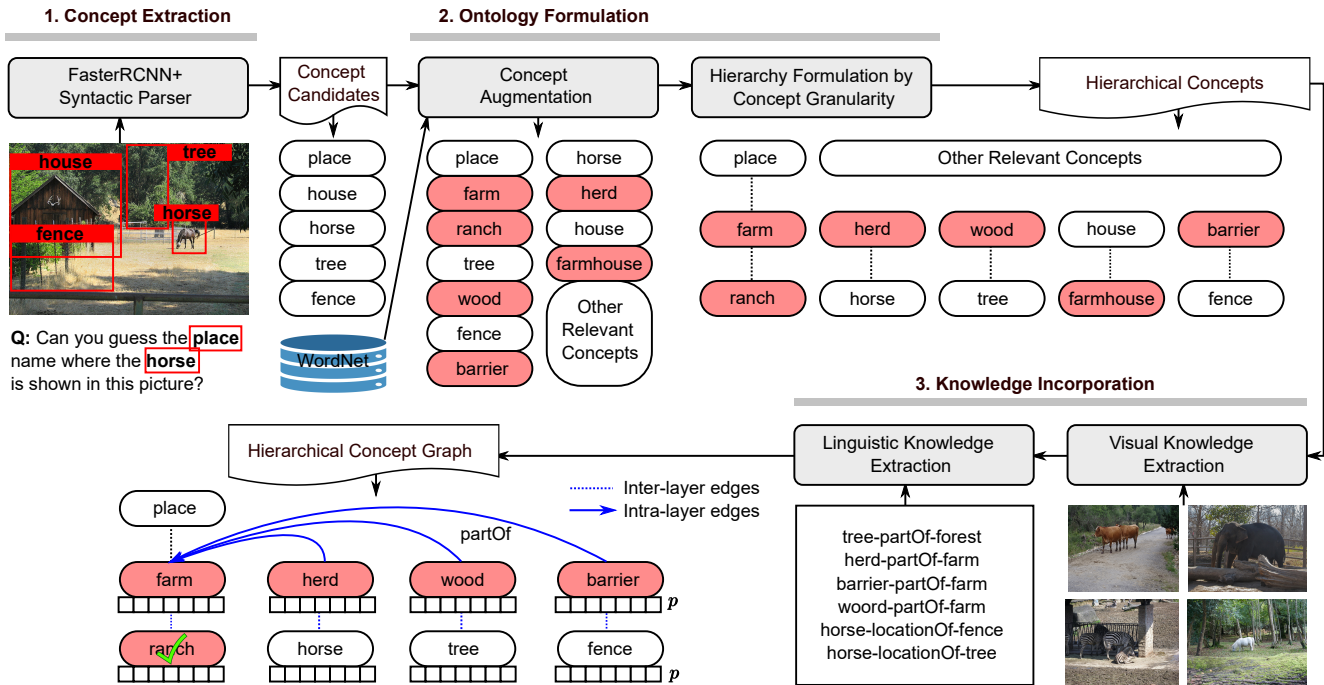 1. Concept Extraction
2. Ontology Formulation
FasterRCNN+
Syntactic Parser
Concept
Candidates
Concept
Augmentation
Hierarchy Formulation by
Concept Granularity
Hierarchical Concepts
house
tree
horse
fence
place
house
horse
tree
fence
WordNet
place
farm
ranch
tree
wood
fence
barrier
horse
herd
house
farmhouse
Other
Relevant
Concepts
place
Other Relevant Concepts
farm
herd
wood
house
barrier
ranch
horse
tree
farmhouse
fence
Q: Can you guess the place
name where the horse
is shown in this picture?
3. Knowledge Incorporation
Hierarchical Concept Graph
Linguistic Knowledge
Extraction
Visual Knowledge
Extraction
Inter-layer edges
Intra-layer edges
place
partOf
farm
herd
wood
barrier
p
ranch
horse
tree
fence
p
tree-partOf-forest
herd-partOf-farm
barrier-partOf-farm
woord-partOf-farm
horse-locationOf-fence
horse-locationOf-tree